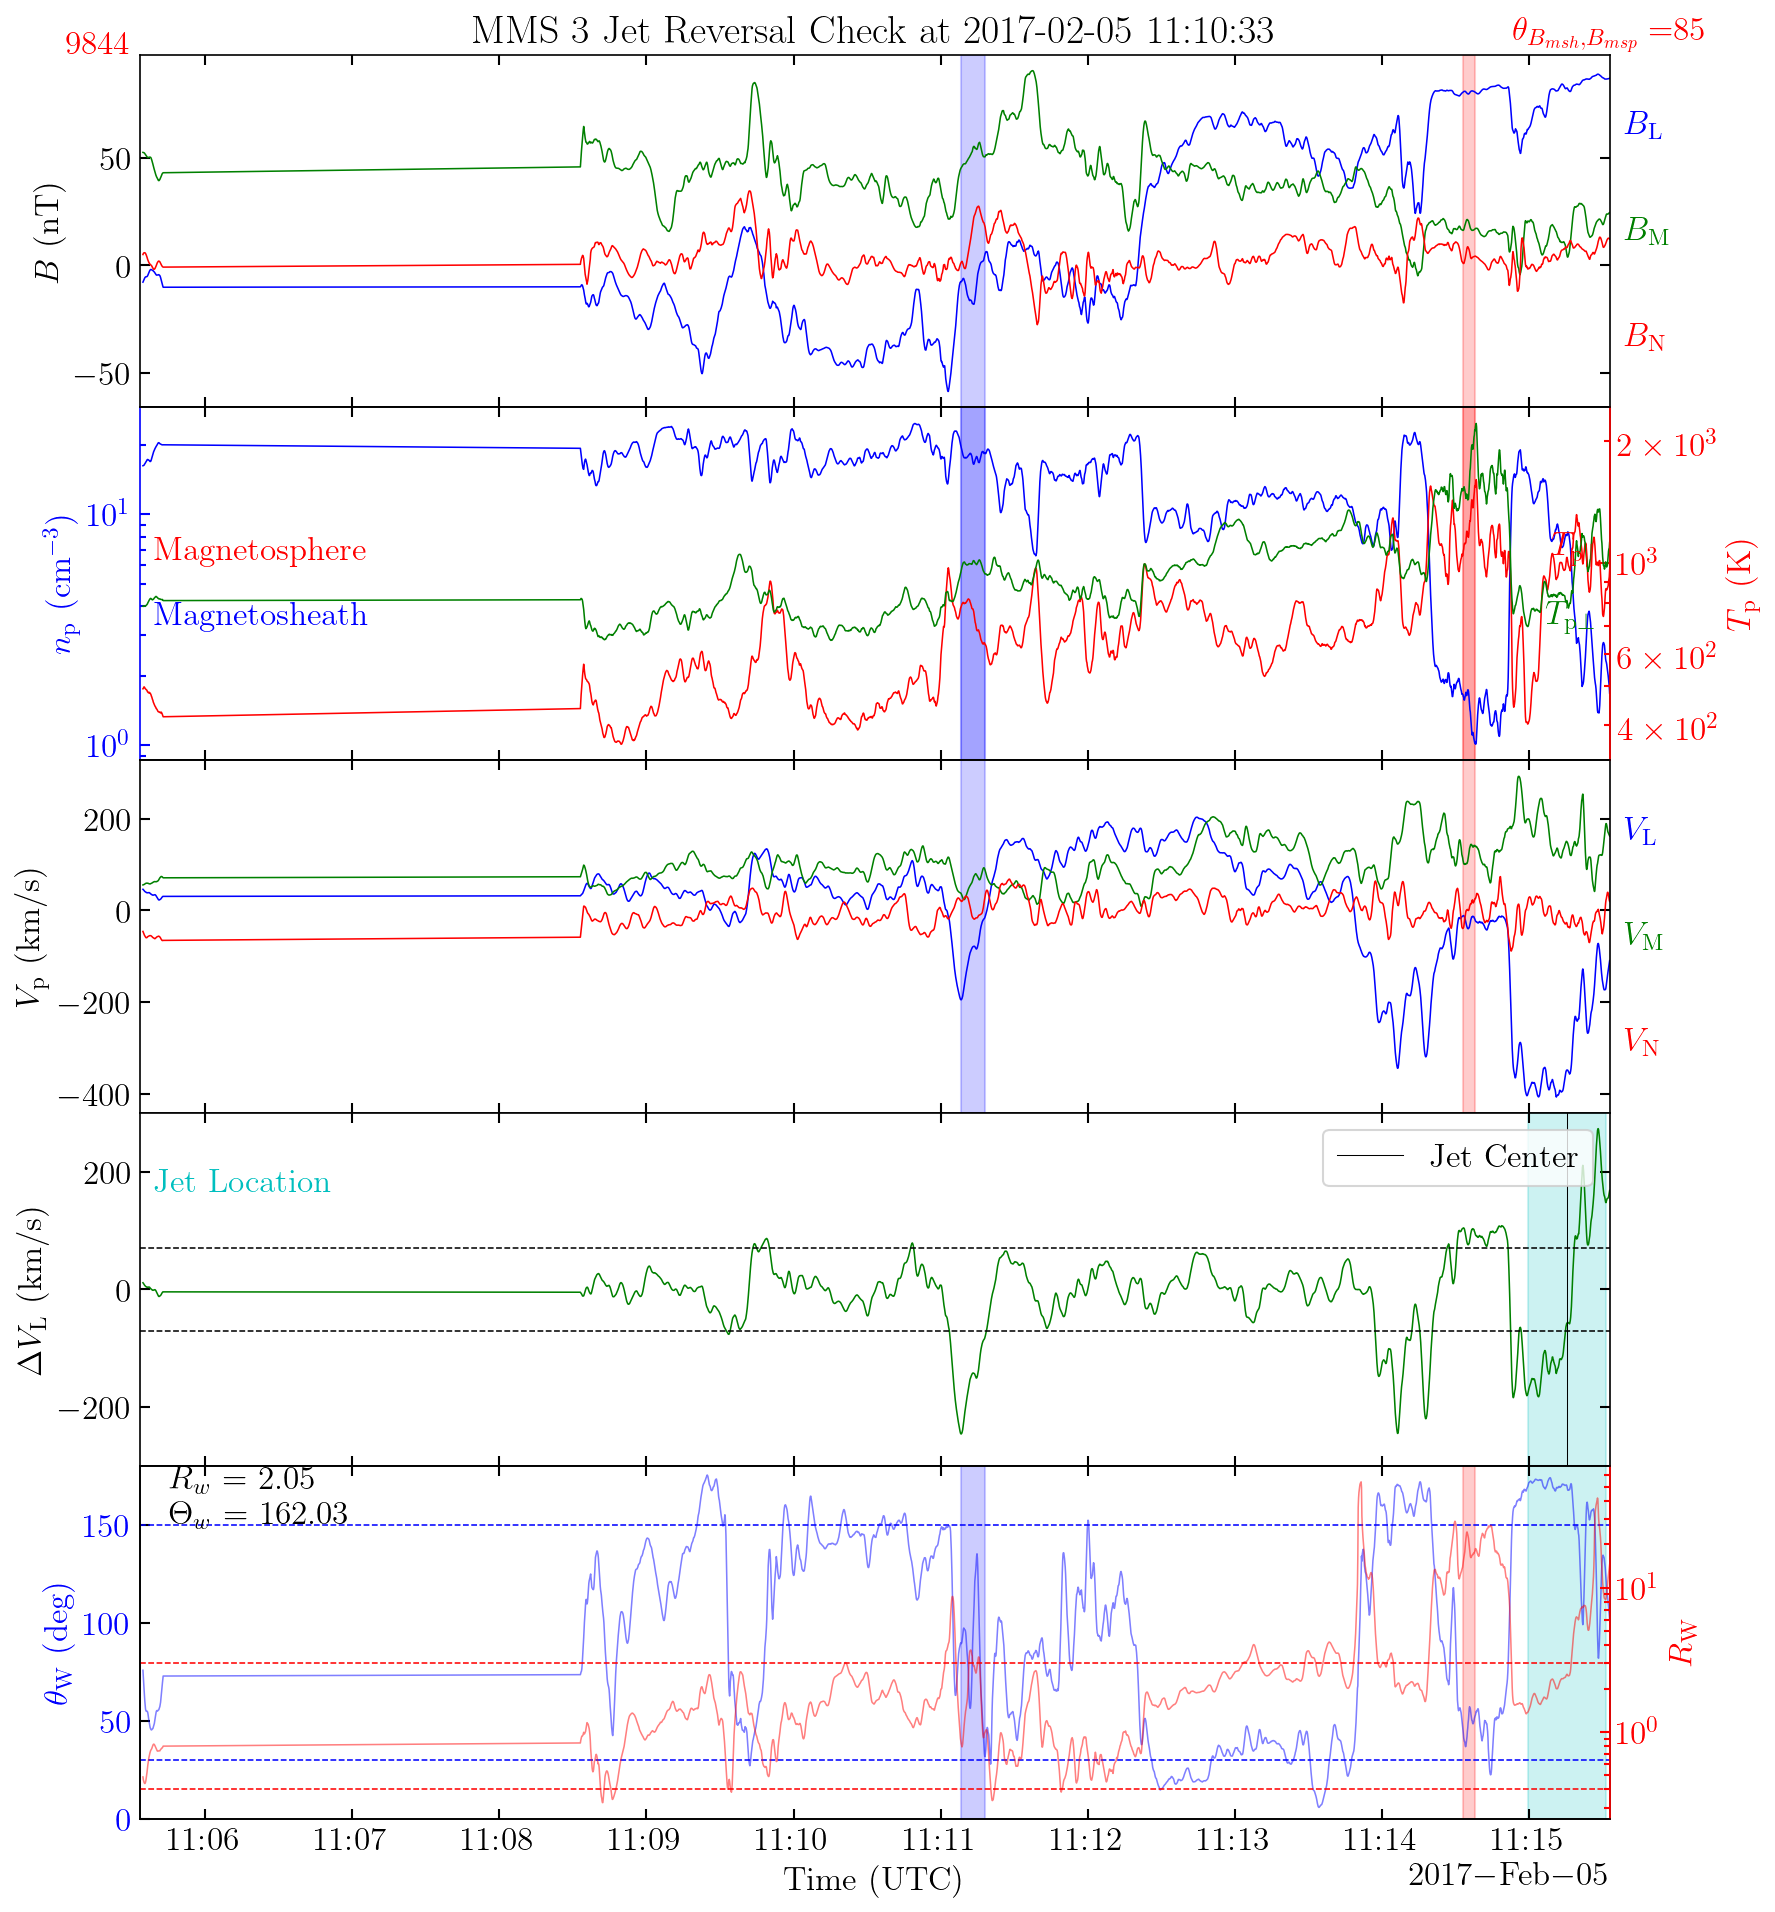 MMS 3 Jet Reversal Check at 2017-02-05 11:10:33
9844
θ_{B_{msh},B_{msp}} =85
B (nT)
50
0
−50
B_L
B_M
B_N
n_p (cm^{−3})
10^1
10^0
Magnetosphere
Magnetosheath
T_p (K)
2 × 10^3
10^3
6 × 10^2
4 × 10^2
T_{p⊥}
V_p (km/s)
200
0
−200
−400
V_L
V_M
V_N
ΔV_L (km/s)
200
0
−200
Jet Location
Jet Center
R_w = 2.05
Θ_w = 162.03
θ_W (deg)
150
100
50
0
R_W
10^1
10^0
11:06 11:07 11:08 11:09 11:10 11:11 11:12 11:13 11:14 11:15
Time (UTC)
2017−Feb−05